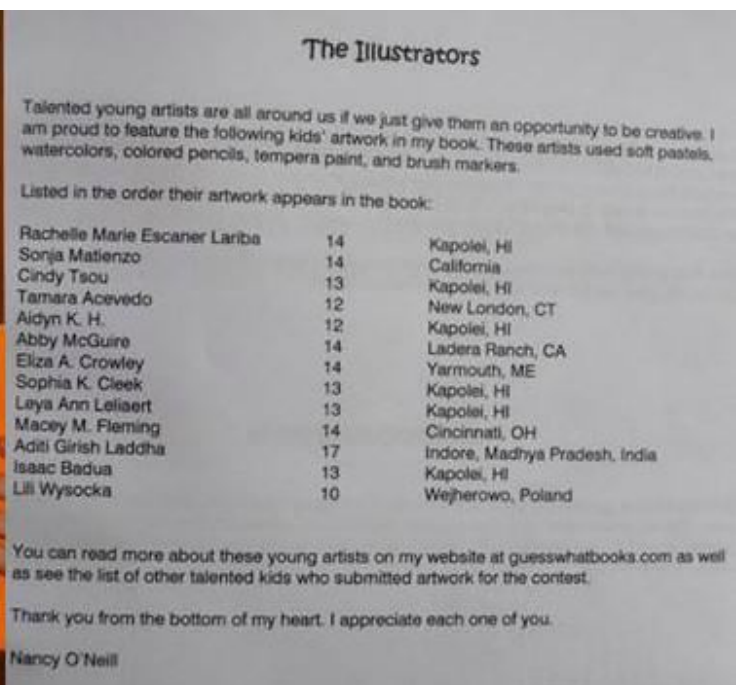 The Illustrators
Talented young artists are all around us if we just give them an opportunity to be creative. I
am proud to feature the following kids' artwork in my book. These artists used soft pastels,
watercolors, colored pencils, tempera paint, and brush markers.
Listed in the order their artwork appears in the book:
Rachelle Marie Escaner Lariba 14 Kapolei, HI
Sonja Matienzo 14 California
Cindy Tsou 13 Kapolei, HI
Tamara Acevedo 12 New London, CT
Aidyn K. H. 12 Kapolei, HI
Abby McGuire 14 Ladera Ranch, CA
Eliza A. Crowley 14 Yarmouth, ME
Sophia K. Cleek 13 Kapolei, HI
Leya Ann Leliaert 13 Kapolei, HI
Macey M. Fleming 14 Cincinnati, OH
Aditi Girish Laddha 17 Indore, Madhya Pradesh, India
Isaac Badua 13 Kapolei, HI
Lili Wysocka 10 Wejherowo, Poland
You can read more about these young artists on my website at guesswhatbooks.com as well
as see the list of other talented kids who submitted artwork for the contest.
Thank you from the bottom of my heart. I appreciate each one of you.
Nancy O'Neill